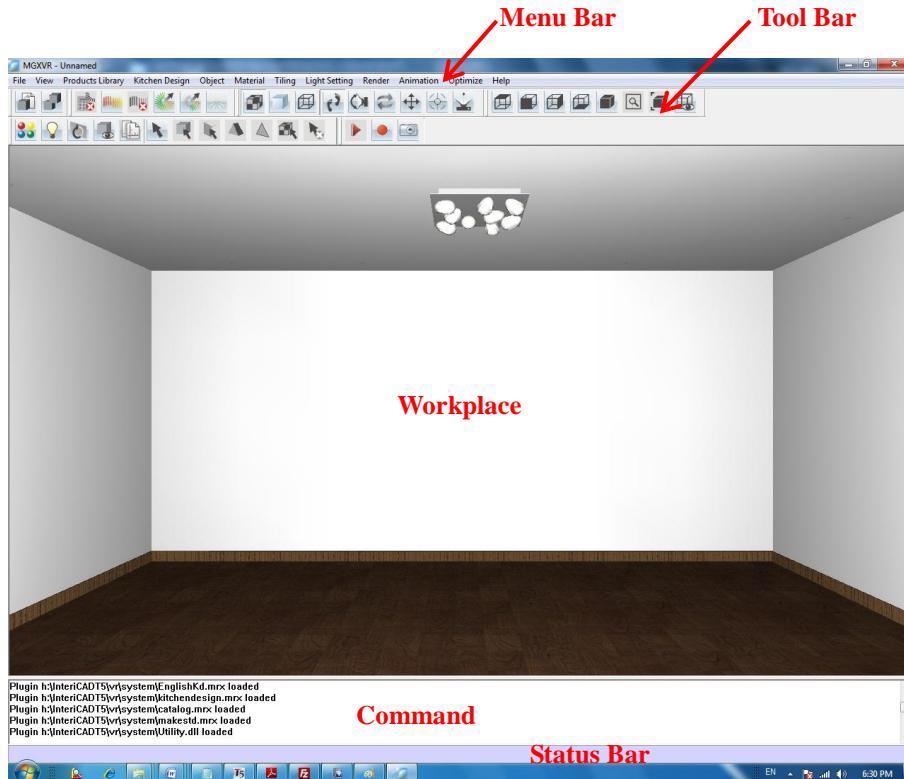 Menu Bar
Tool Bar
MGXVR - Unnamed
File View Products Library Kitchen Design Object Material Tiling Light Setting Render Animation Optimize Help
Workplace
Plugin h:\InteriCADT5\vr\system\EnglishKd.mrx loaded
Plugin h:\InteriCADT5\vr\system\kitchendesign.mrx loaded
Plugin h:\InteriCADT5\vr\system\catalog.mrx loaded
Plugin h:\InteriCADT5\vr\system\makestd.mrx loaded
Plugin h:\InteriCADT5\vr\system\Utility.dll loaded
Command
Status Bar
T5
EN
6:30 PM